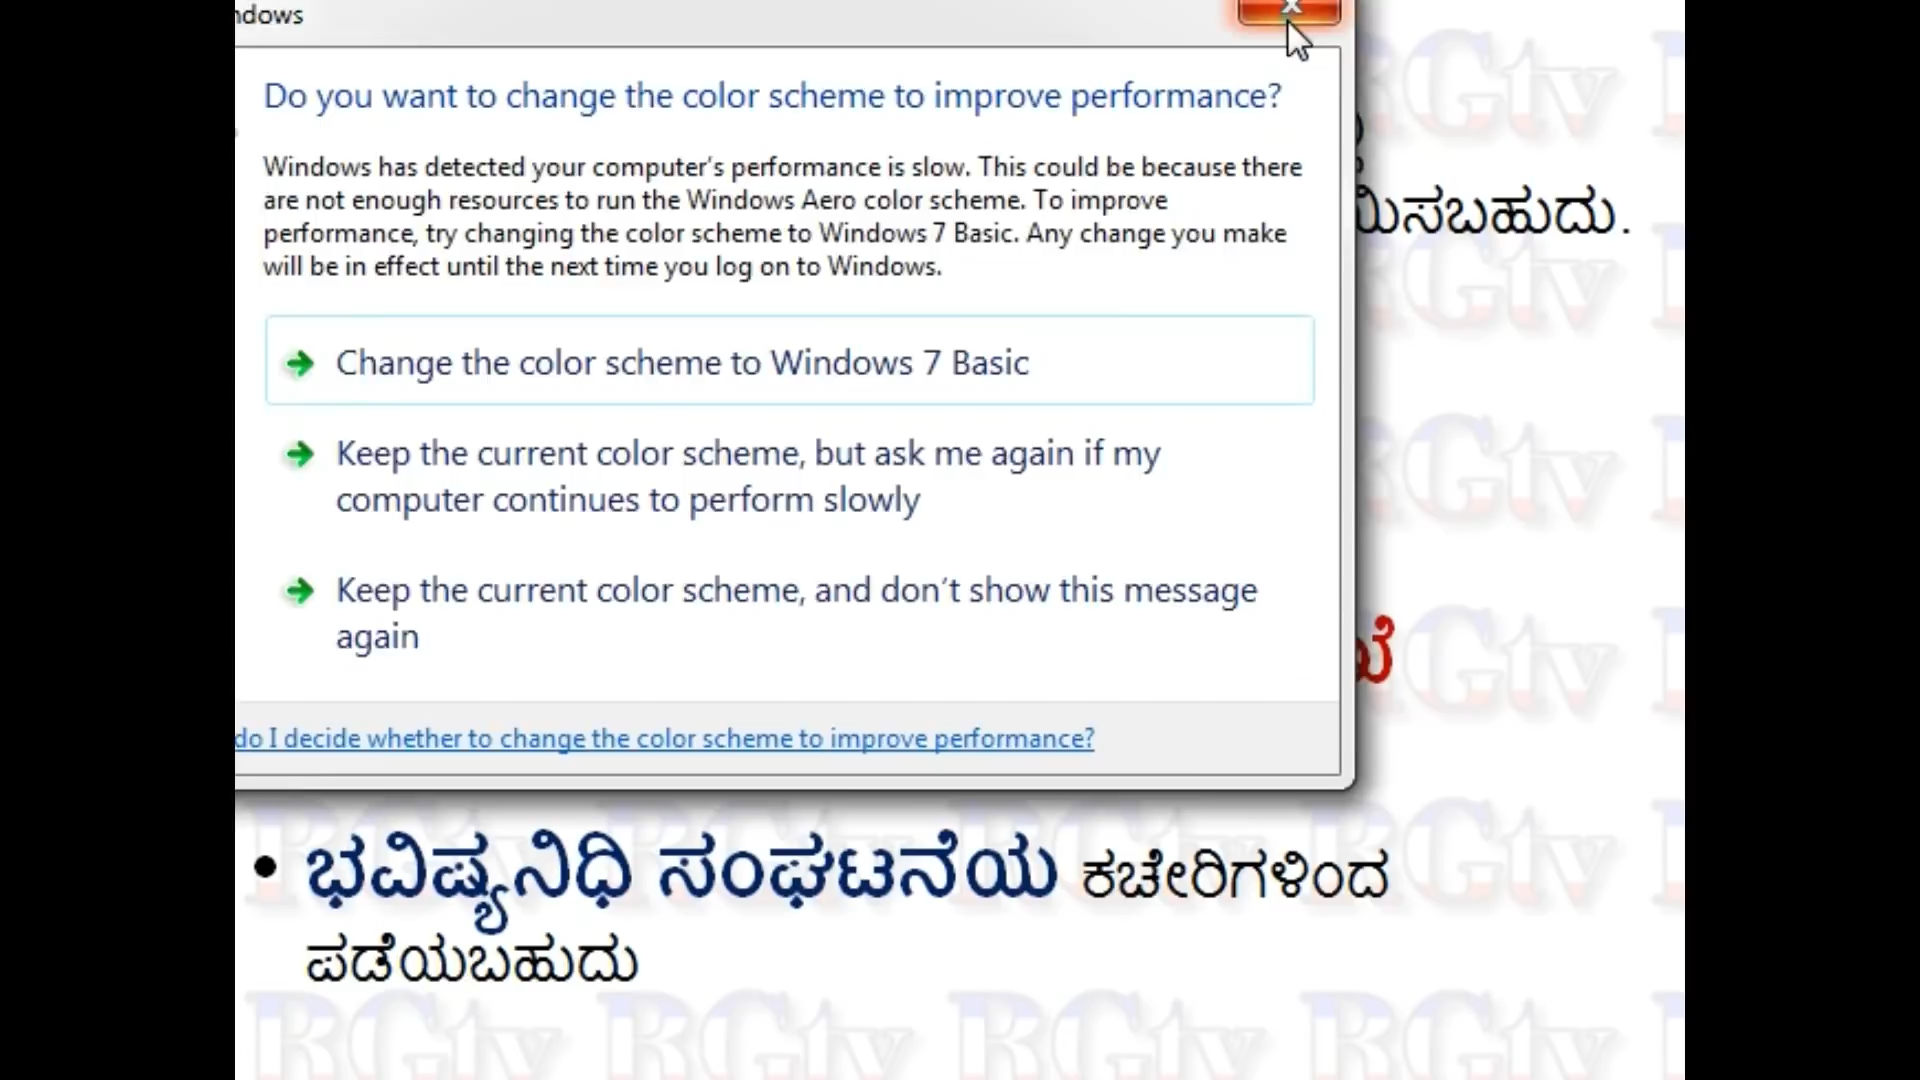 Do you want to change the color scheme to improve performance?
Windows has detected your computer's performance is slow. This could be because there
are not enough resources to run the Windows Aero color scheme. To improve
performance, try changing the color scheme to Windows 7 Basic. Any change you make
will be in effect until the next time you log on to Windows.
Change the color scheme to Windows 7 Basic
Keep the current color scheme, but ask me again if my
computer continues to perform slowly
Keep the current color scheme, and don't show this message
again
do I decide whether to change the color scheme to improve performance?
• ಭವಿಷ್ಯನಿಧಿ ಸಂಘಟನೆಯ ಕಚೇರಿಗಳಿಂದ
ಪಡೆಯಬಹುದು
RGtv RGtv RGtv RGtv